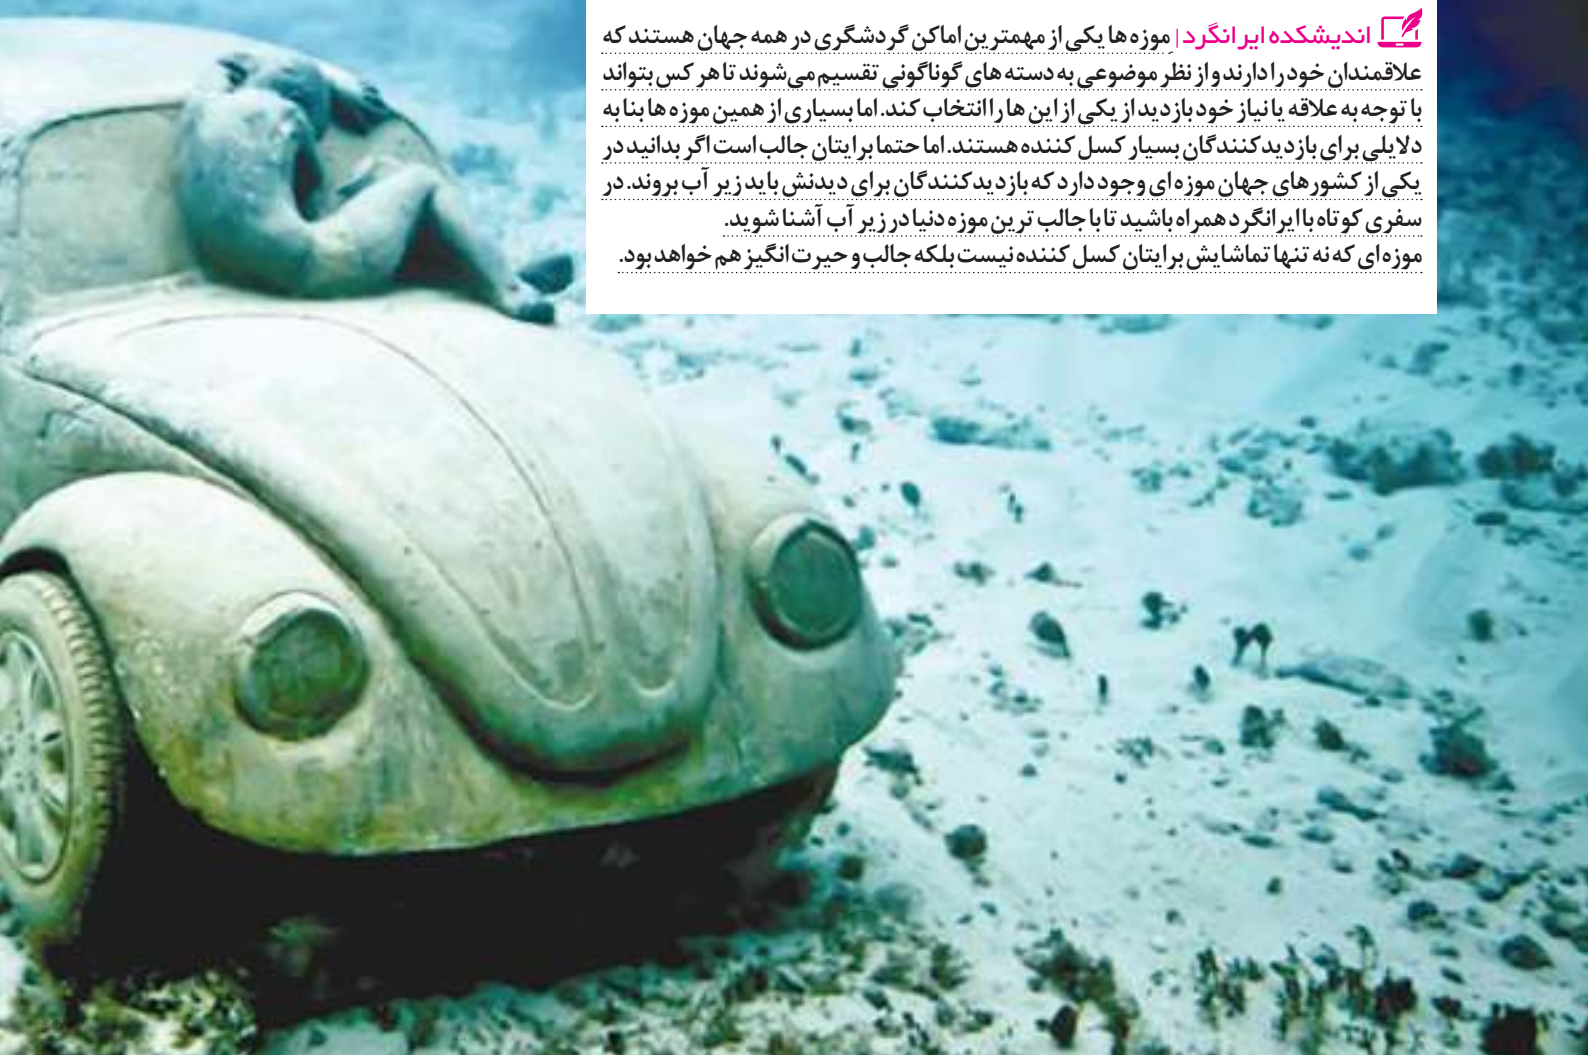 اندیشکده ایرانگرد | موزه ها یکی از مهمترین اماکن گردشگری در همه جهان هستند که
علاقمندان خود را دارند و از نظر موضوعی به دسته های گوناگونی تقسیم می‌شوند تا هر کس بتواند
با توجه به علاقه یا نیاز خود بازدید از یکی از این ها را انتخاب کند. اما بسیاری از همین موزه ها بنا به
دلایلی برای بازدیدکنندگان بسیار کسل کننده هستند. اما حتما برایتان جالب است اگر بدانید در
یکی از کشورهای جهان موزه‌ای وجود دارد که بازدیدکنندگان برای دیدنش باید زیر آب بروند. در
سفری کوتاه با ایرانگرد همراه باشید تا با جالب ترین موزه دنیا در زیر آب آشنا شوید.
موزه‌ای که نه تنها تماشایش برایتان کسل کننده نیست بلکه جالب و حیرت انگیز هم خواهد بود.